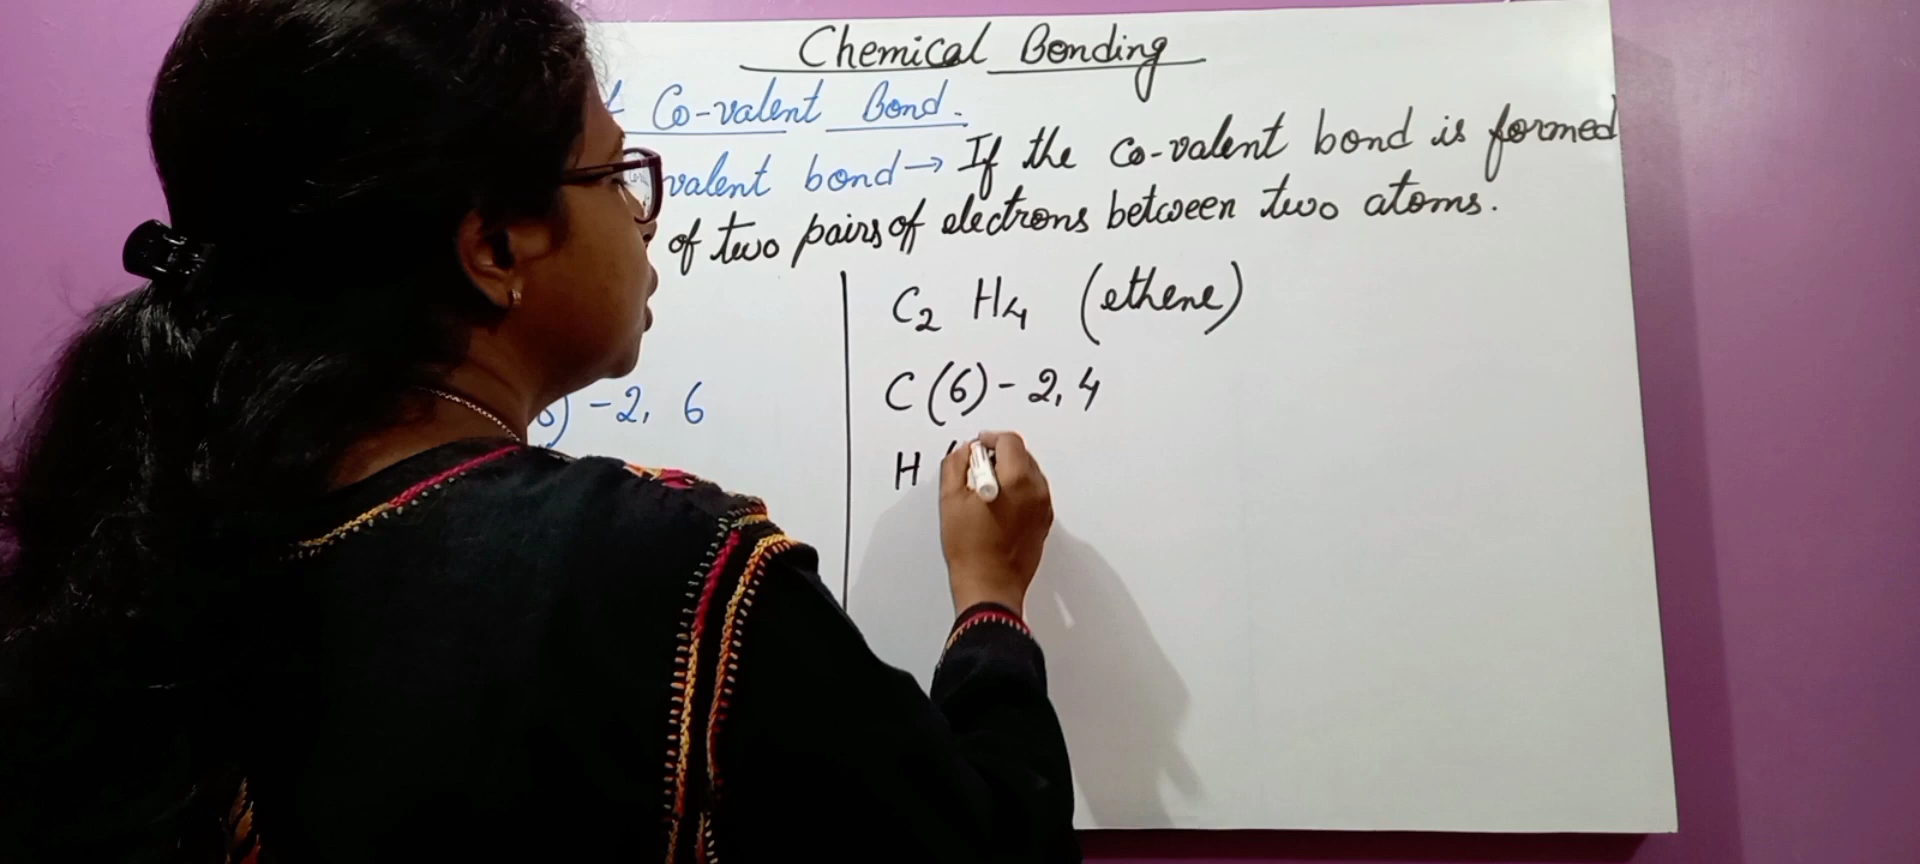 Chemical Bonding
Co-valent Bond.
valent bond → If the Co-valent bond is formed
of two pairs of electrons between two atoms.
C2 H4 (ethene)
) - 2, 6
C (6) - 2, 4
H (